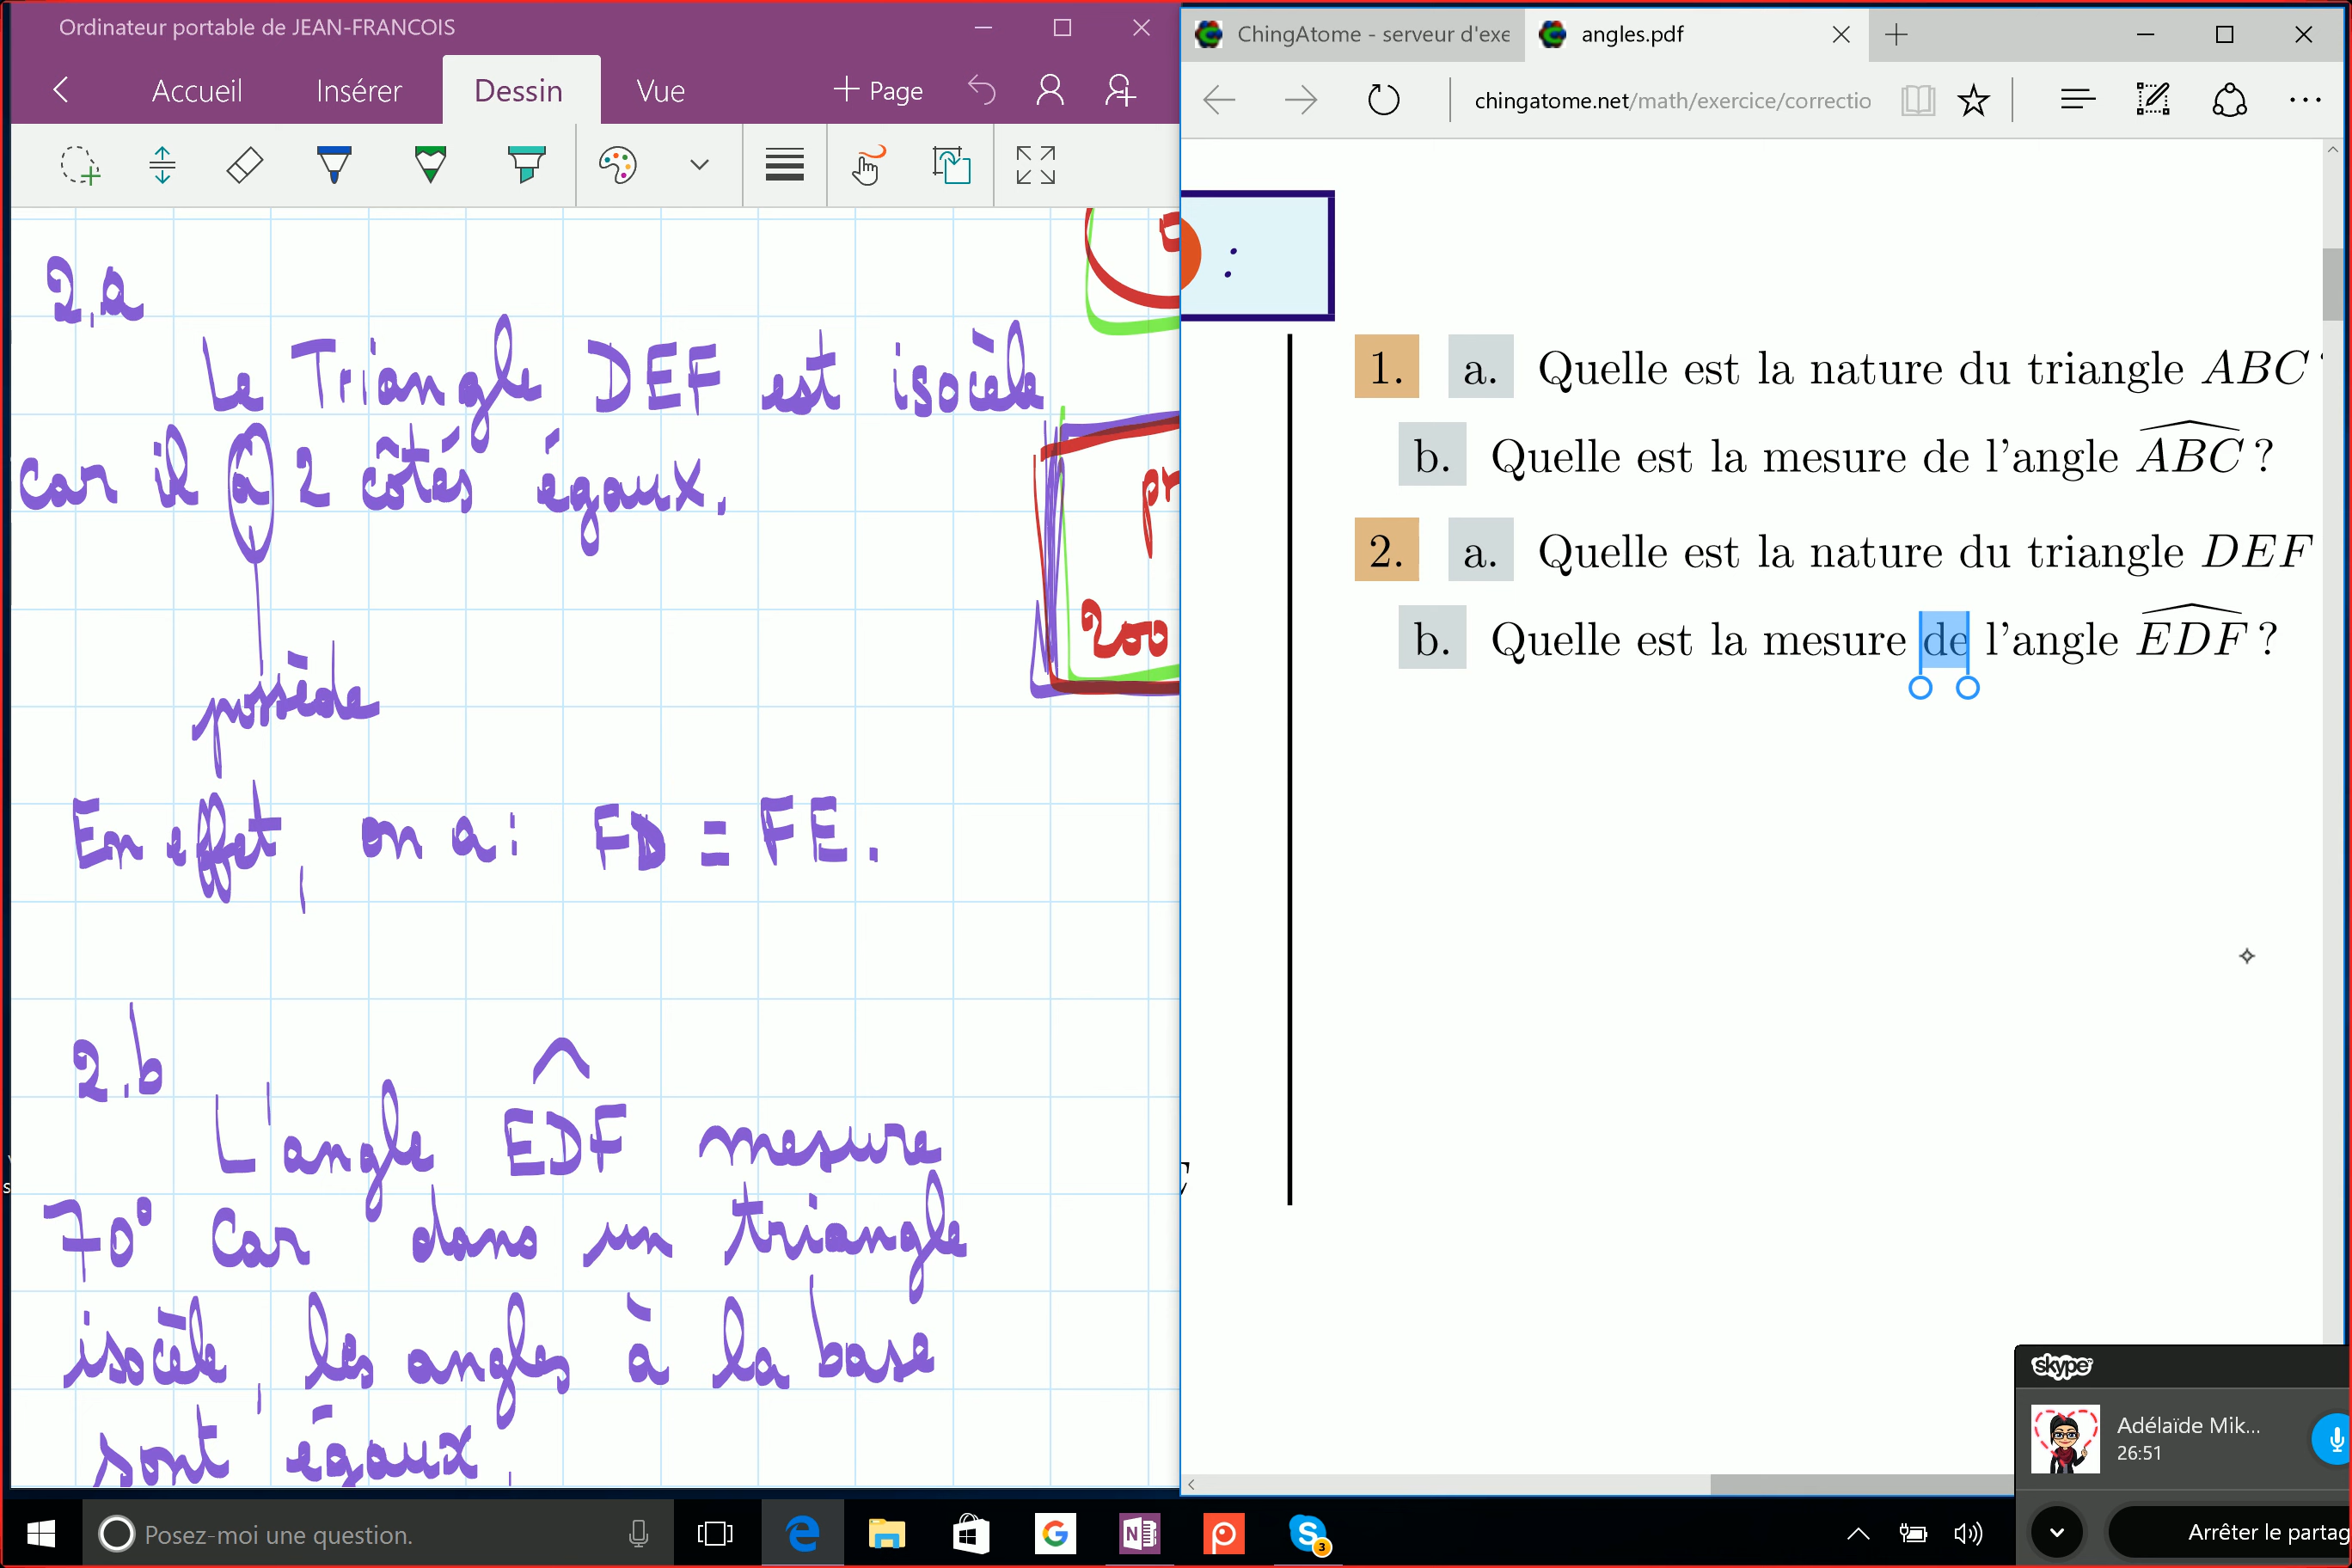 Ordinateur portable de JEAN-FRANCOIS
Accueil Insérer Dessin Vue Page
2.a
Le Triangle DEF est isocèle
car il a 2 côtés égaux.
possède
En effet, on a : FD = FE.
2.b
L'angle EDF mesure
70° car dans un triangle
isocèle, les angles à la base
sont égaux.
200
ChingAtome - serveur d'exe
angles.pdf
chingatome.net/math/exercice/correctio
:
1. a. Quelle est la nature du triangle ABC
b. Quelle est la mesure de l'angle ABC ?
2. a. Quelle est la nature du triangle DEF
b. Quelle est la mesure de l'angle EDF ?
skype
Adélaïde Mik...
26:51
Arrêter le partag
Posez-moi une question.
3